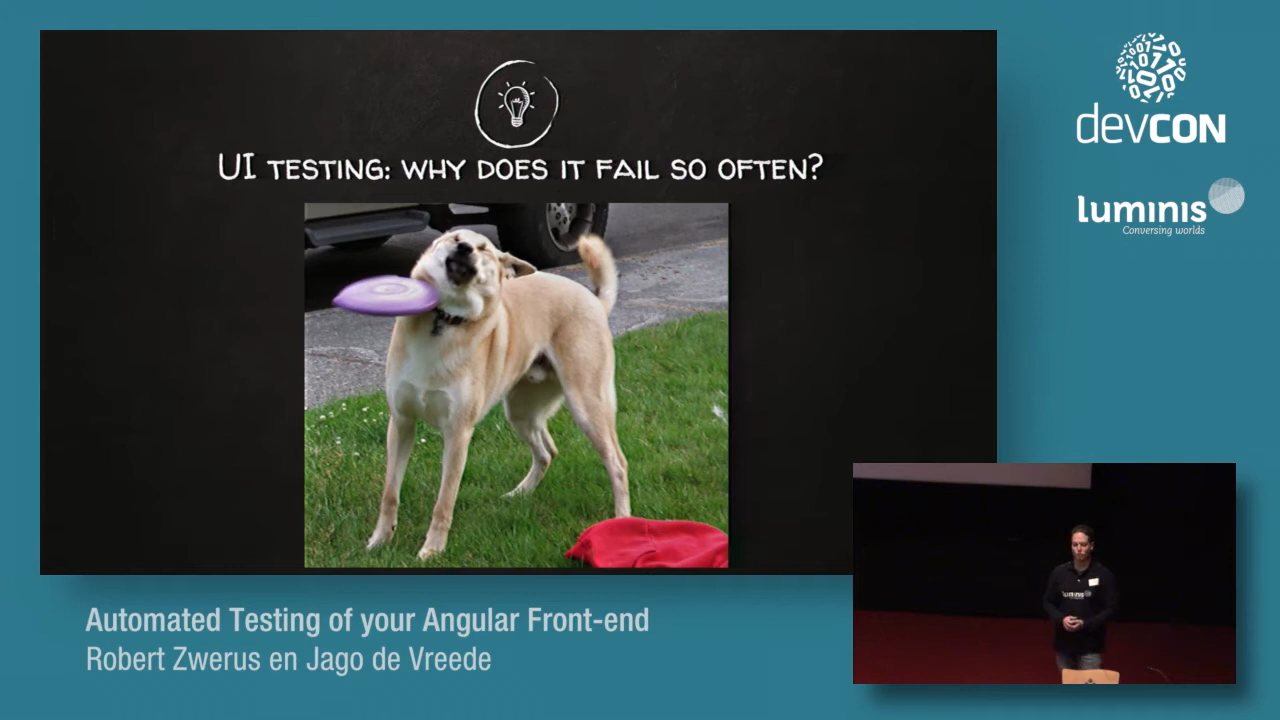 UI TESTING: WHY DOES IT FAIL SO OFTEN?
devCON
luminis
Conversing worlds
luminis
Automated Testing of your Angular Front-end
Robert Zwerus en Jago de Vreede